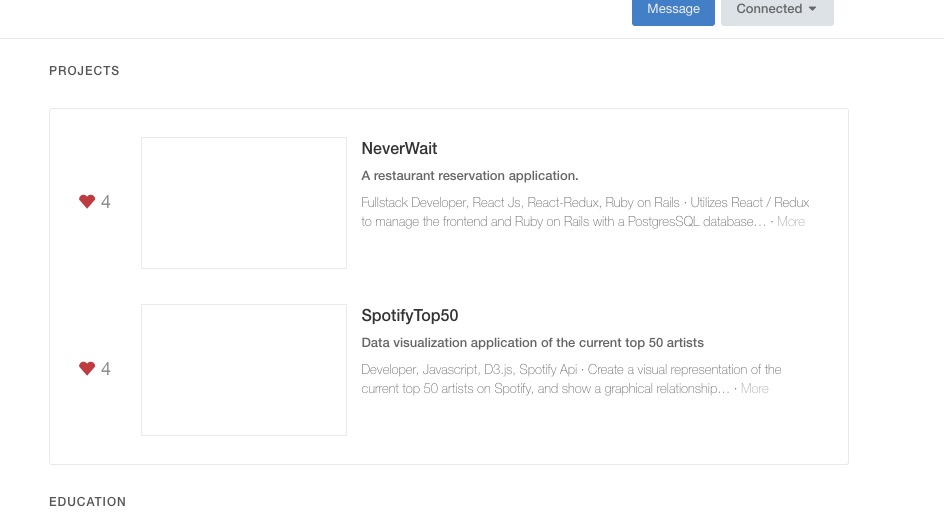 Message Connected
PROJECTS
NeverWait
A restaurant reservation application.
4
Fullstack Developer, React Js, React-Redux, Ruby on Rails · Utilizes React / Redux
to manage the frontend and Ruby on Rails with a PostgresSQL database… · More
SpotifyTop50
Data visualization application of the current top 50 artists
4
Developer, Javascript, D3.js, Spotify Api · Create a visual representation of the
current top 50 artists on Spotify, and show a graphical relationship… · More
EDUCATION